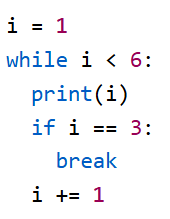 i = 1
while i < 6:
  print(i)
  if i == 3:
    break
  i += 1